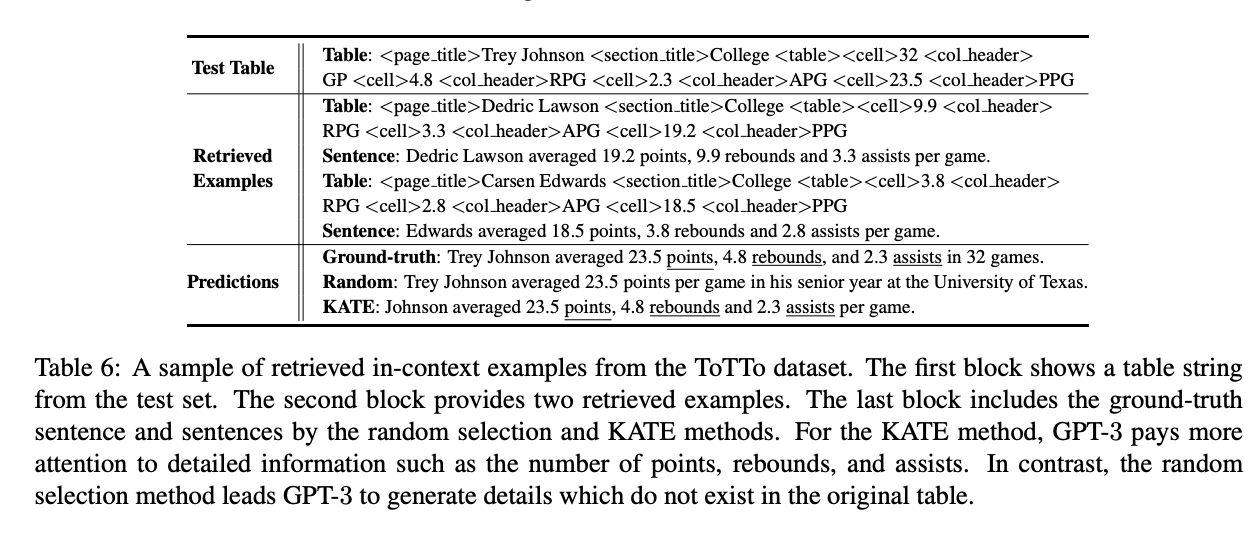 Test Table
Table: <page_title>Trey Johnson <section_title>College <table><cell>32 <col_header>
GP <cell>4.8 <col_header>RPG <cell>2.3 <col_header>APG <cell>23.5 <col_header>PPG
Retrieved
Examples
Table: <page_title>Dedric Lawson <section_title>College <table><cell>9.9 <col_header>
RPG <cell>3.3 <col_header>APG <cell>19.2 <col_header>PPG
Sentence: Dedric Lawson averaged 19.2 points, 9.9 rebounds and 3.3 assists per game.
Table: <page_title>Carsen Edwards <section_title>College <table><cell>3.8 <col_header>
RPG <cell>2.8 <col_header>APG <cell>18.5 <col_header>PPG
Sentence: Edwards averaged 18.5 points, 3.8 rebounds and 2.8 assists per game.
Predictions
Ground-truth: Trey Johnson averaged 23.5 points, 4.8 rebounds, and 2.3 assists in 32 games.
Random: Trey Johnson averaged 23.5 points per game in his senior year at the University of Texas.
KATE: Johnson averaged 23.5 points, 4.8 rebounds and 2.3 assists per game.
Table 6: A sample of retrieved in-context examples from the ToTTo dataset. The first block shows a table string
from the test set. The second block provides two retrieved examples. The last block includes the ground-truth
sentence and sentences by the random selection and KATE methods. For the KATE method, GPT-3 pays more
attention to detailed information such as the number of points, rebounds, and assists. In contrast, the random
selection method leads GPT-3 to generate details which do not exist in the original table.